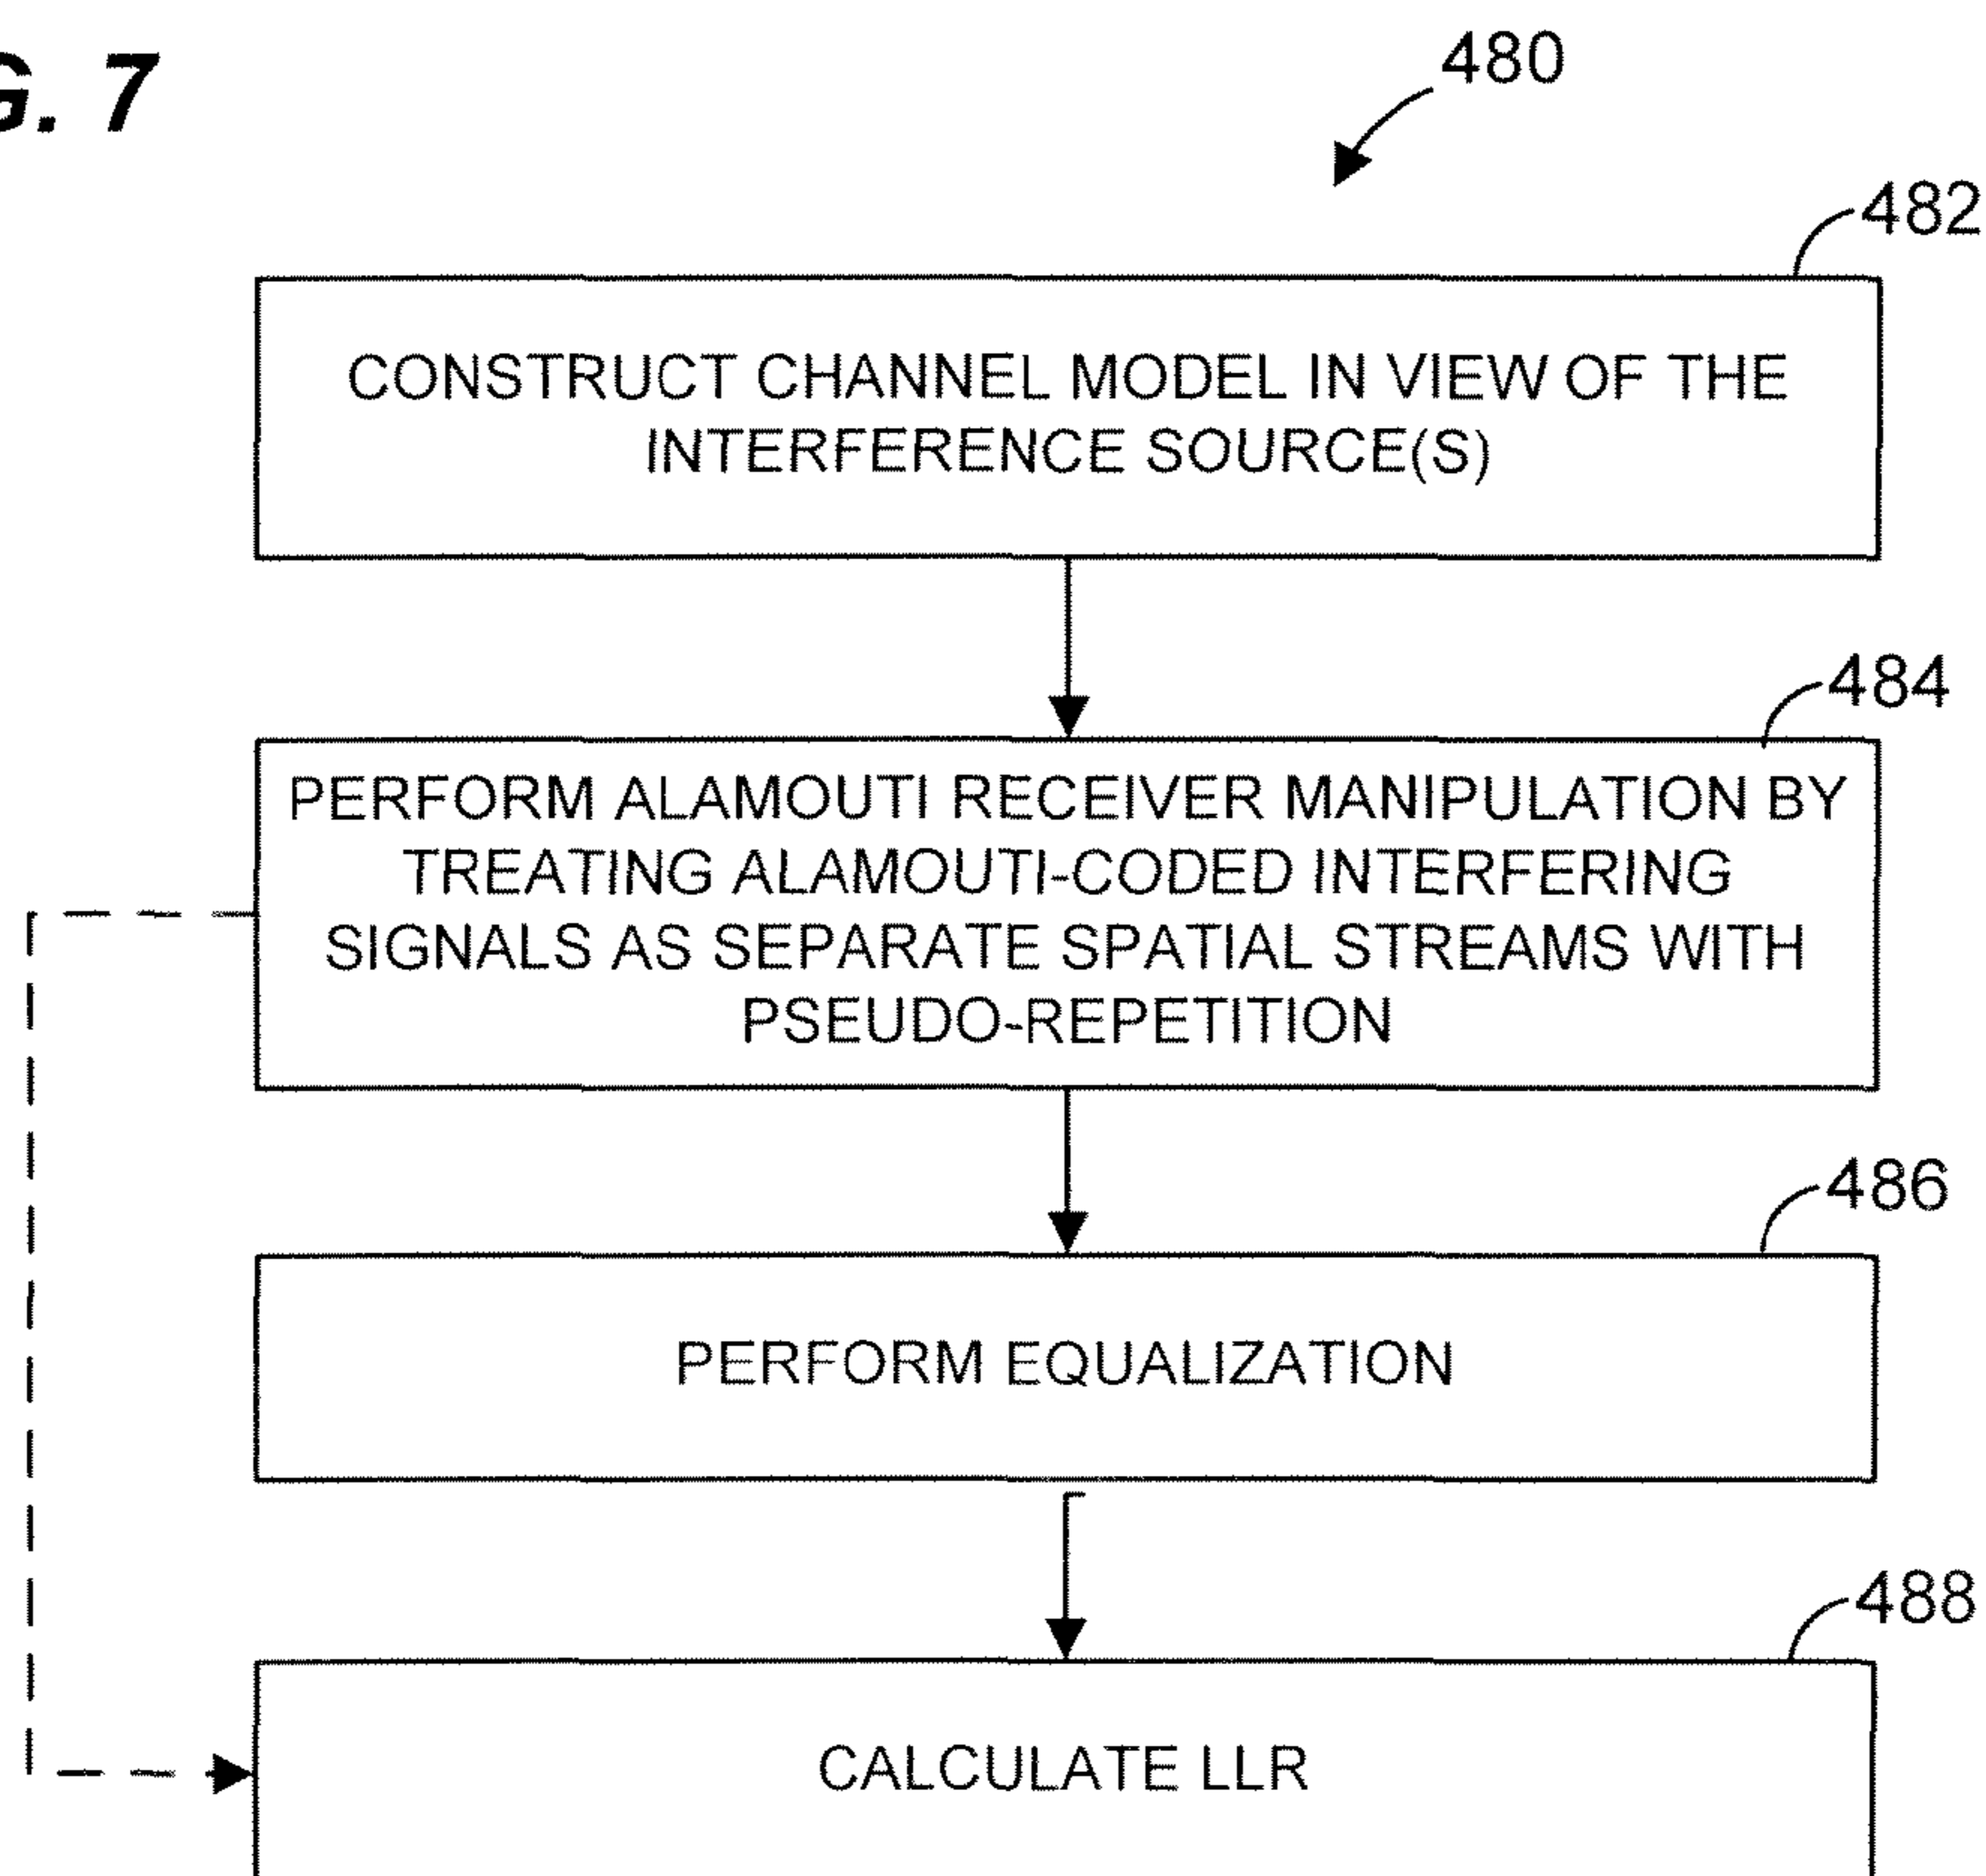 G. 7
480
482
CONSTRUCT CHANNEL MODEL IN VIEW OF THE
INTERFERENCE SOURCE(S)
484
PERFORM ALAMOUTI RECEIVER MANIPULATION BY
TREATING ALAMOUTI-CODED INTERFERING
SIGNALS AS SEPARATE SPATIAL STREAMS WITH
PSEUDO-REPETITION
486
PERFORM EQUALIZATION
488
CALCULATE LLR